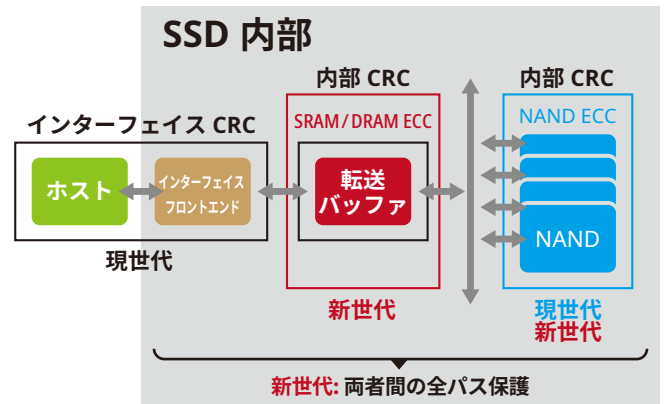 SSD 内部
インターフェイス CRC
ホスト
インターフェイス
フロントエンド
現世代
内部 CRC
SRAM/DRAM ECC
転送
バッファ
新世代
内部 CRC
NAND ECC
NAND
現世代
新世代
新世代: 両者間の全パス保護